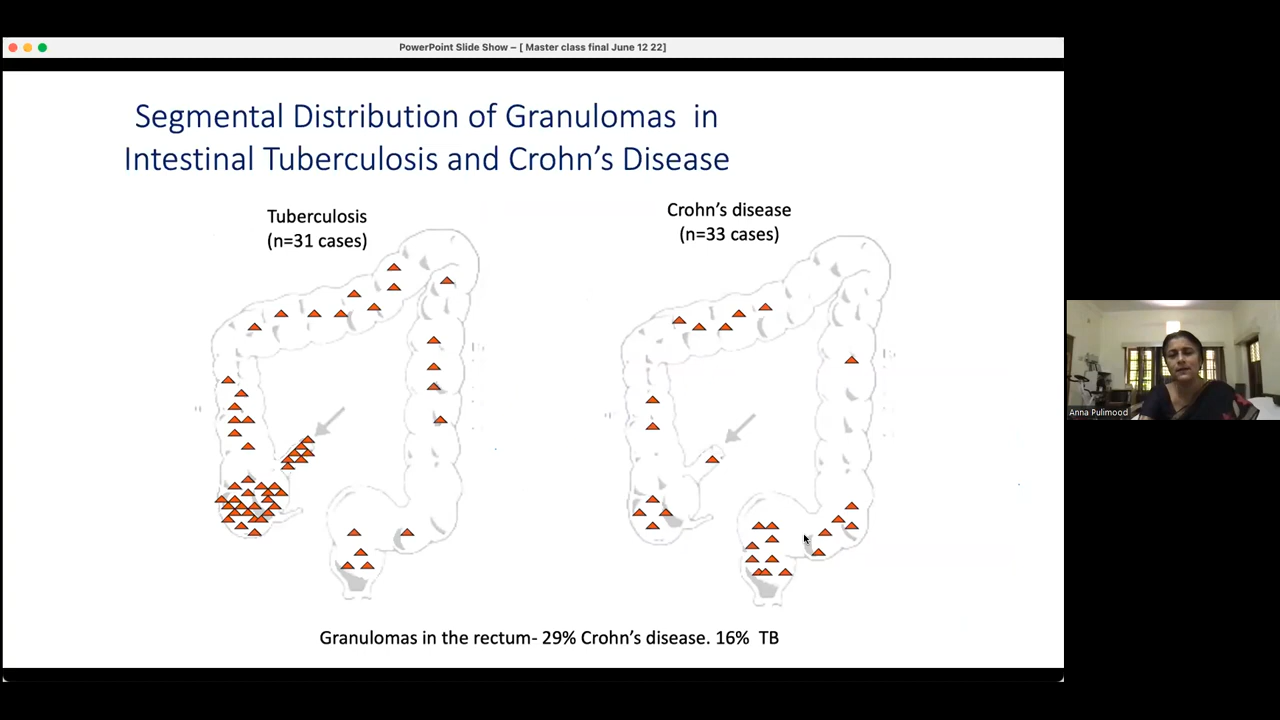 PowerPoint Slide Show – [ Master class final June 12 22]
Segmental Distribution of Granulomas in
Intestinal Tuberculosis and Crohn's Disease
Tuberculosis
(n=31 cases)
Crohn's disease
(n=33 cases)
Granulomas in the rectum- 29% Crohn's disease. 16% TB
Anna Pulimood